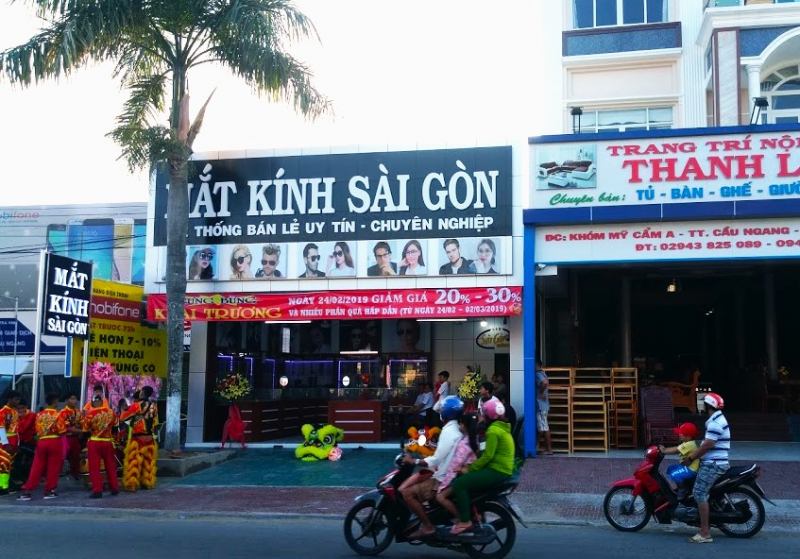 MẮT KÍNH SÀI GÒN
THỐNG BÁN LẺ UY TÍN - CHUYÊN NGHIỆP
NGÀY 24/02/2019 GIẢM GIÁ 20% - 30%
KHAI TRƯƠNG
VÀ NHIỀU PHẦN QUÀ HẤP DẪN (TỪ NGÀY 24/02 - 02/03/2019)
MẮT
KÍNH
SÀI GÒN
mobifone
HƠN 7-10%
ĐIỆN THOẠI
TRANG TRÍ NỘ
THANH L
Chuyên bán: TỦ - BÀN - GHẾ - GIƯ
ĐC: KHÓM MỸ CẨM A - TT. CẦU NGANG -
ĐT: 02943 825 089 - 094